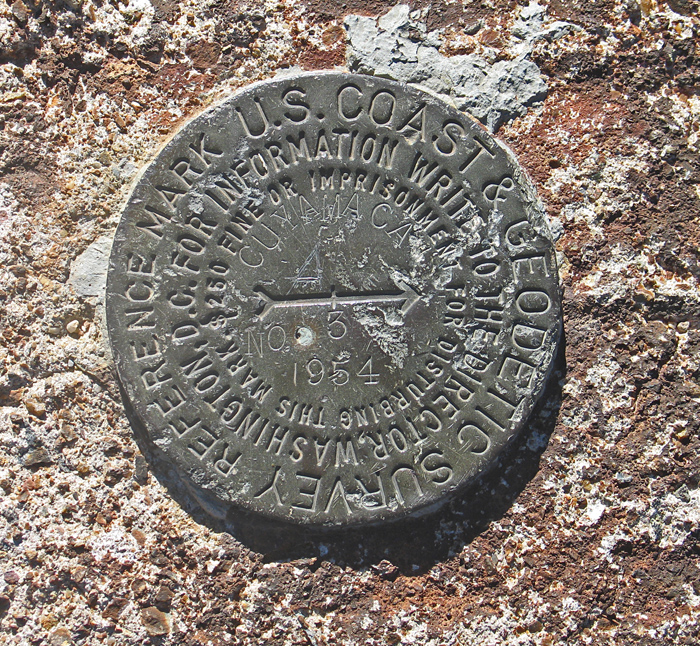 U.S. COAST & GEODETIC SURVEY
REFERENCE MARK
FOR INFORMATION WRITE TO THE DIRECTOR, WASHINGTON, D.C.
$250 FINE OR IMPRISONMENT FOR DISTURBING THIS MARK
CUYAMACA
NO. 3
1954